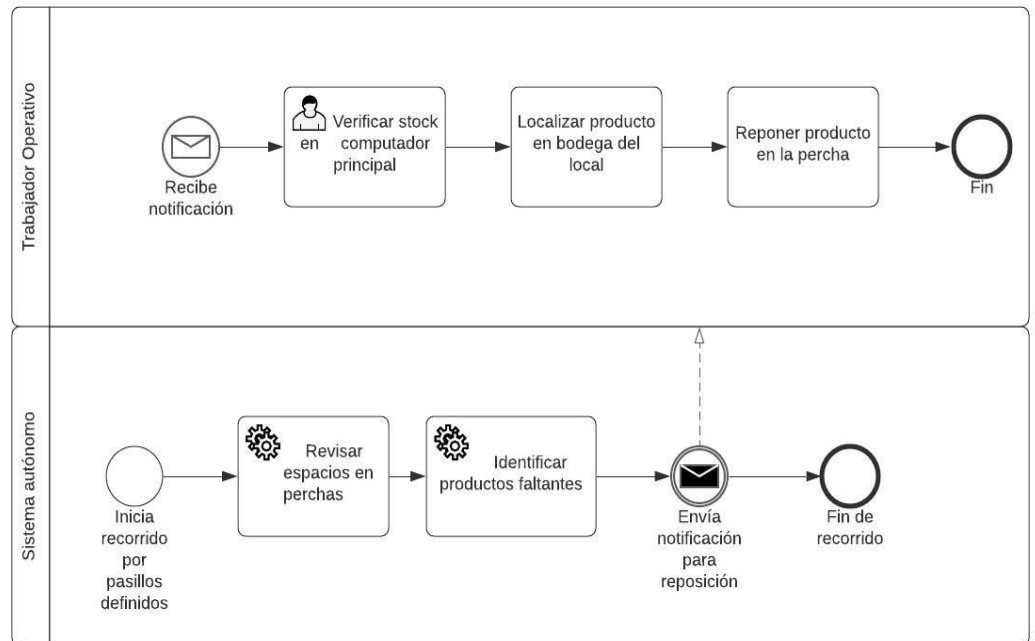 Trabajador Operativo
Recibe
notificación
Verificar stock
en computador
principal
Localizar producto
en bodega del
local
Reponer producto
en la percha
Fin
Sistema autónomo
Inicia
recorrido
por
pasillos
definidos
Revisar
espacios en
perchas
Identificar
productos faltantes
Envía
notificación
para
reposición
Fin de
recorrido